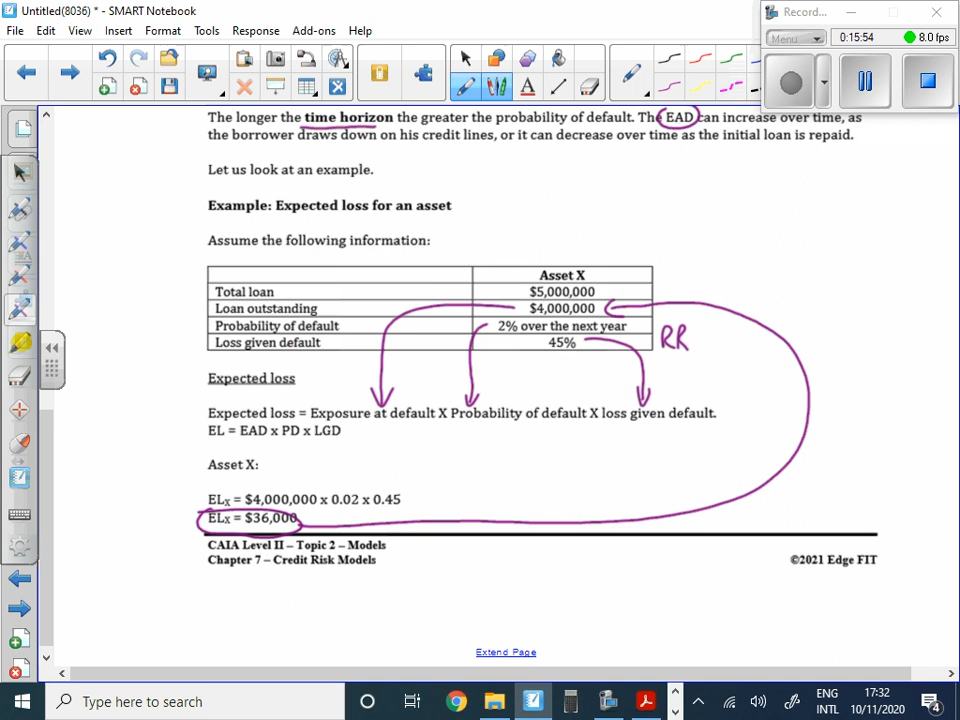 Untitled(8036) * - SMART Notebook
Record...
File Edit View Insert Format Tools Response Add-ons Help
Menu 0:15:54 8.0 fps
The longer the time horizon the greater the probability of default. The EAD can increase over time, as
the borrower draws down on his credit lines, or it can decrease over time as the initial loan is repaid.
Let us look at an example.
Example: Expected loss for an asset
Assume the following information:
Asset X
Total loan $5,000,000
Loan outstanding $4,000,000
Probability of default 2% over the next year
Loss given default 45%
RR
Expected loss
Expected loss = Exposure at default X Probability of default X loss given default.
EL = EAD x PD x LGD
Asset X:
ELX = $4,000,000 x 0.02 x 0.45
ELX = $36,000
CAIA Level II – Topic 2 – Models
Chapter 7 – Credit Risk Models ©2021 Edge FIT
Extend Page
Type here to search
ENG 17:32
INTL 10/11/2020
4